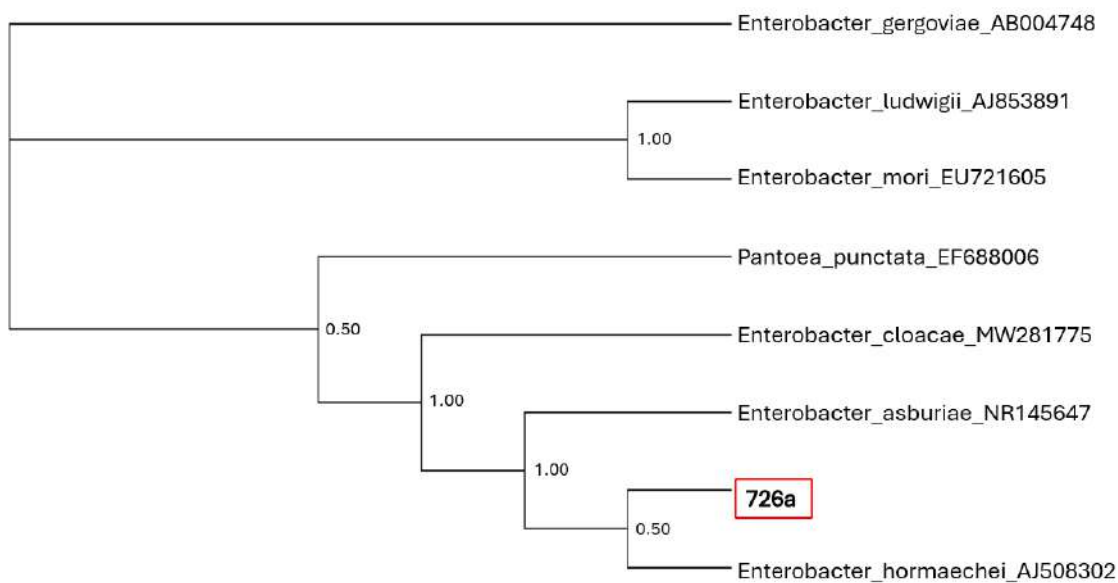 Enterobacter_gergoviae_AB004748
Enterobacter_ludwigii_AJ853891
1.00
Enterobacter_mori_EU721605
Pantoea_punctata_EF688006
0.50
Enterobacter_cloacae_MW281775
1.00
Enterobacter_asburiae_NR145647
1.00
726a
0.50
Enterobacter_hormaechei_AJ508302